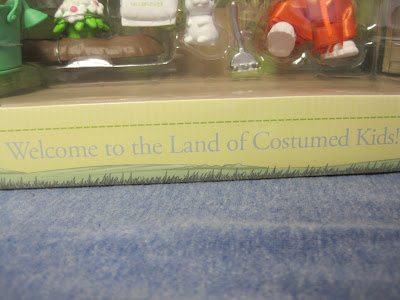 Welcome to the Land of Costumed Kids!